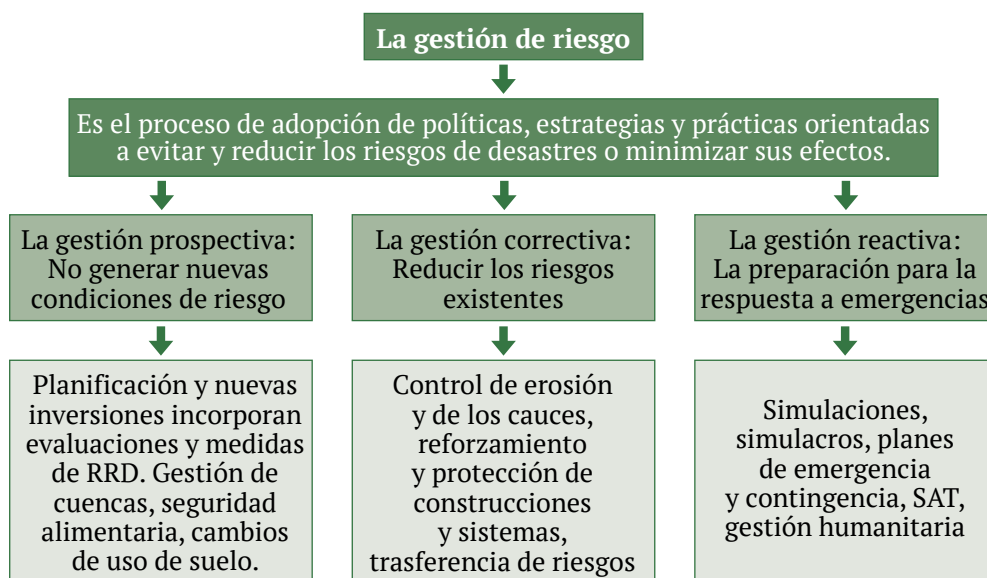 La gestión de riesgo
Es el proceso de adopción de políticas, estrategias y prácticas orientadas
a evitar y reducir los riesgos de desastres o minimizar sus efectos.
La gestión prospectiva:
No generar nuevas
condiciones de riesgo
La gestión correctiva:
Reducir los riesgos
existentes
La gestión reactiva:
La preparación para la
respuesta a emergencias
Planificación y nuevas
inversiones incorporan
evaluaciones y medidas
de RRD. Gestión de
cuencas, seguridad
alimentaria, cambios
de uso de suelo.
Control de erosión
y de los cauces,
reforzamiento
y protección de
construcciones
y sistemas,
trasferencia de riesgos
Simulaciones,
simulacros, planes
de emergencia
y contingencia, SAT,
gestión humanitaria